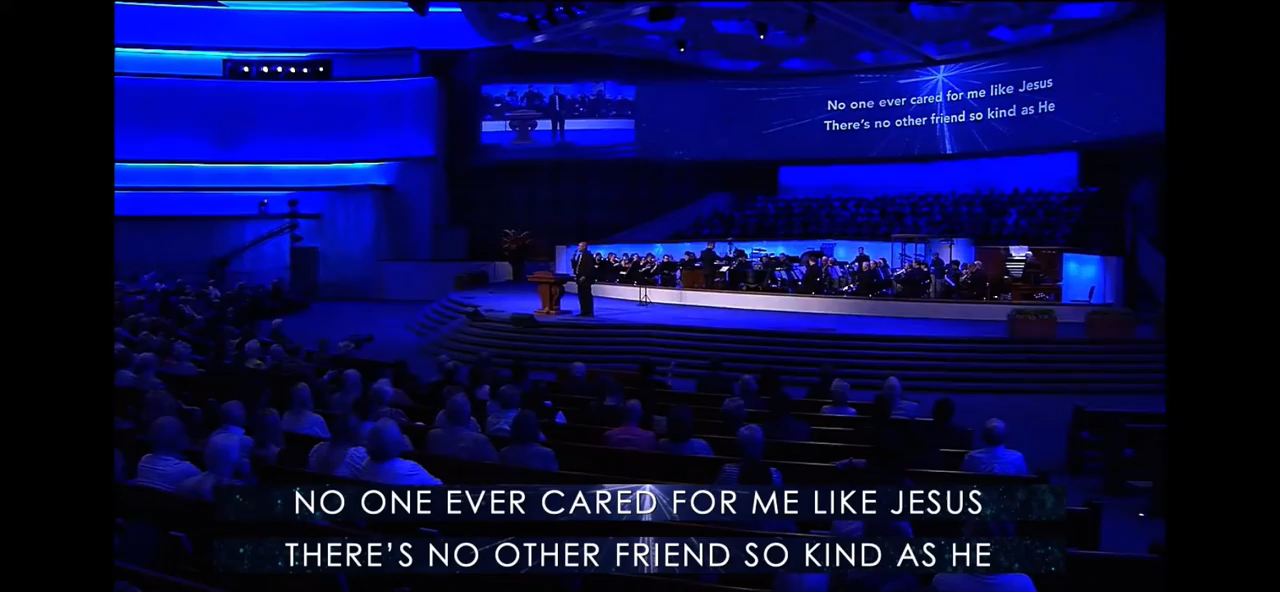 No one ever cared for me like Jesus
There's no other friend so kind as He
NO ONE EVER CARED FOR ME LIKE JESUS
THERE'S NO OTHER FRIEND SO KIND AS HE